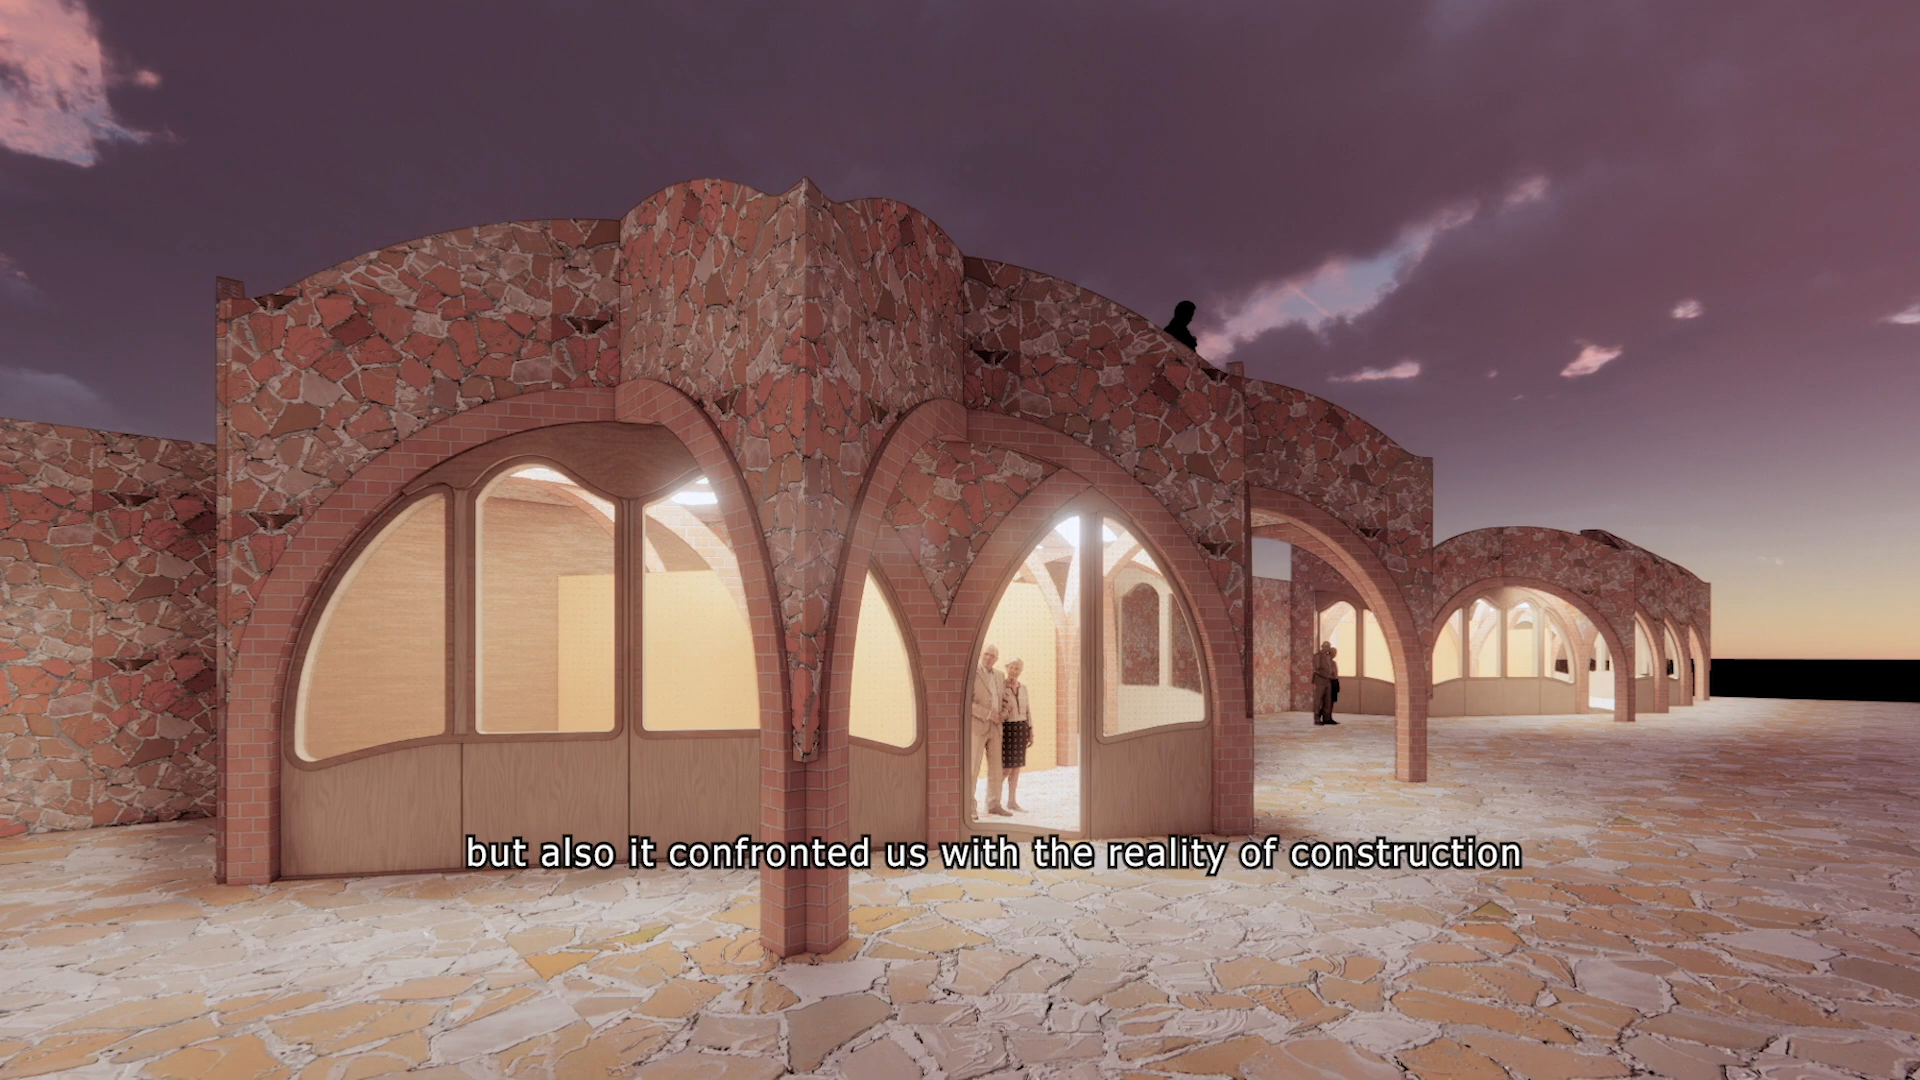 but also it confronted us with the reality of construction